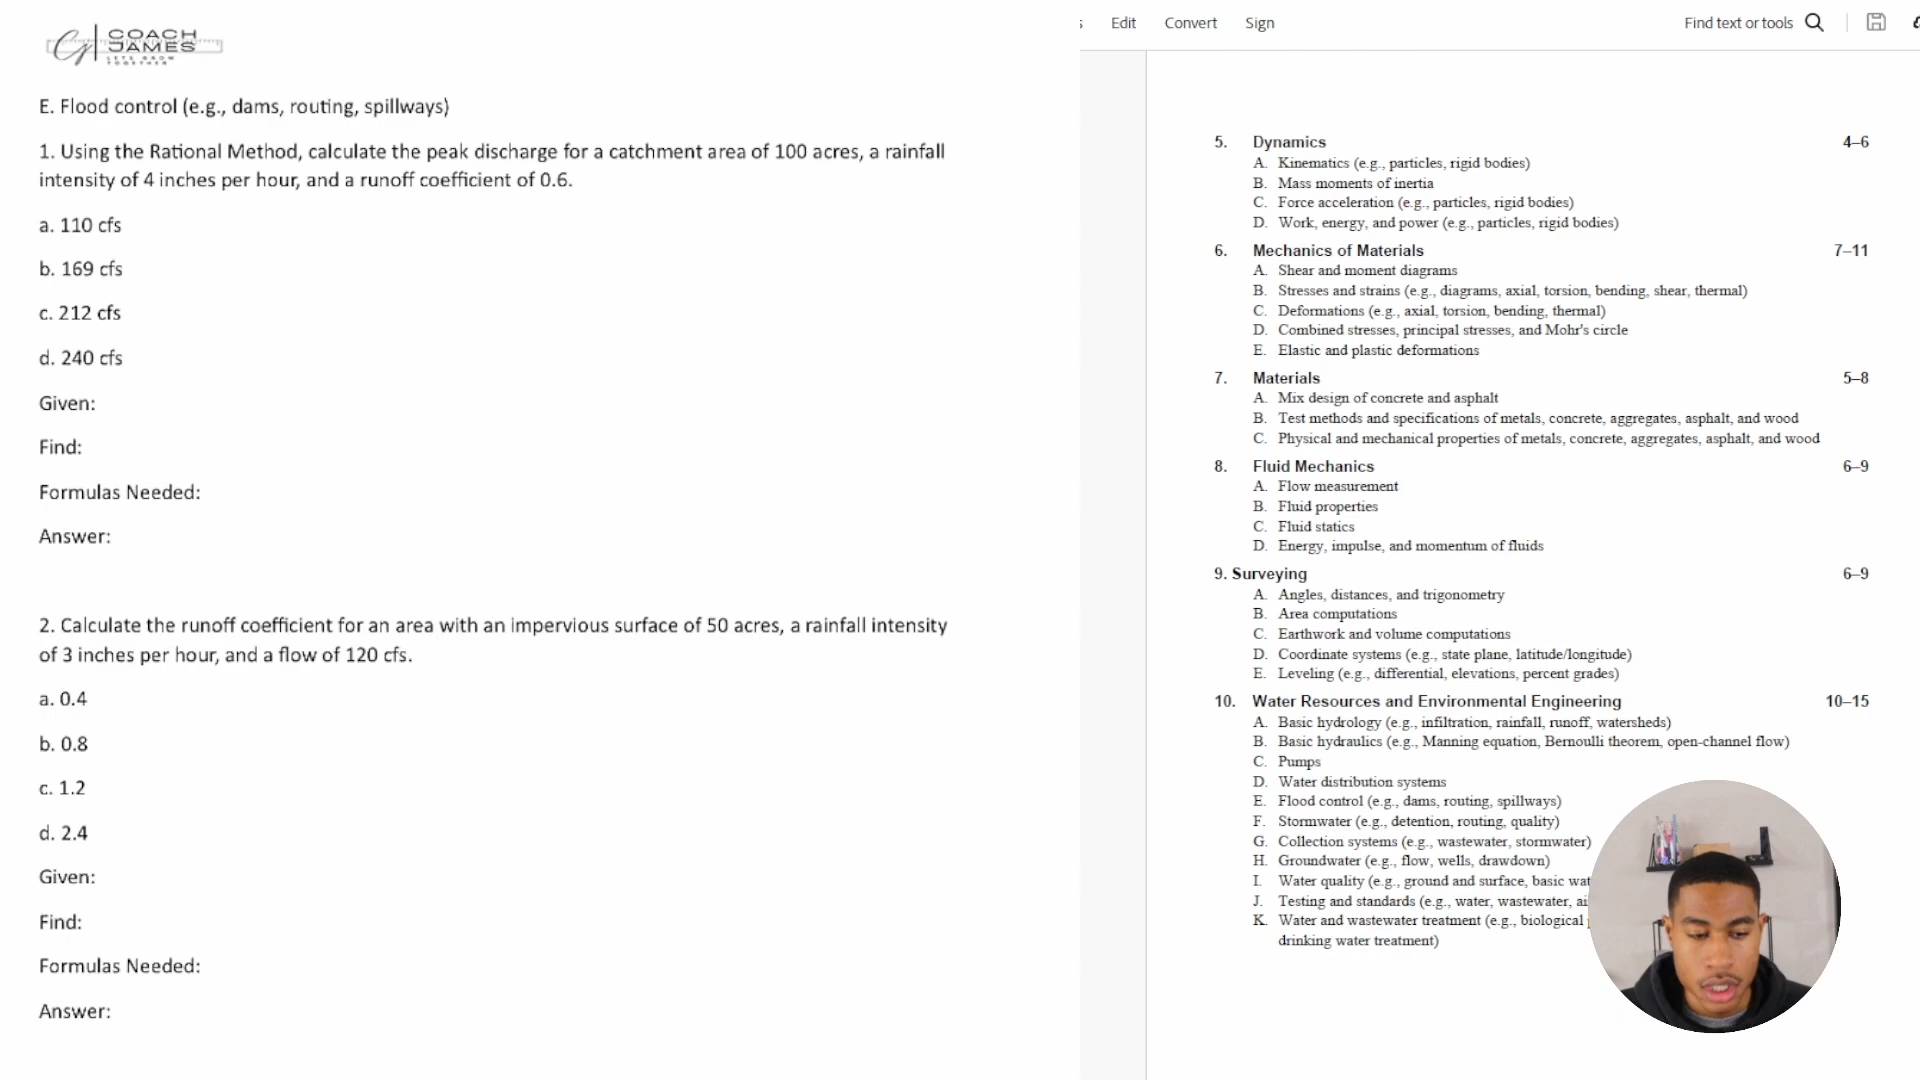 COACH
JAMES
LETS GROW
TOGETHER
E. Flood control (e.g., dams, routing, spillways)
1. Using the Rational Method, calculate the peak discharge for a catchment area of 100 acres, a rainfall
intensity of 4 inches per hour, and a runoff coefficient of 0.6.
a. 110 cfs
b. 169 cfs
c. 212 cfs
d. 240 cfs
Given:
Find:
Formulas Needed:
Answer:
2. Calculate the runoff coefficient for an area with an impervious surface of 50 acres, a rainfall intensity
of 3 inches per hour, and a flow of 120 cfs.
a. 0.4
b. 0.8
c. 1.2
d. 2.4
Given:
Find:
Formulas Needed:
Answer:
Edit Convert Sign Find text or tools
5. Dynamics 4–6
A. Kinematics (e.g., particles, rigid bodies)
B. Mass moments of inertia
C. Force acceleration (e.g., particles, rigid bodies)
D. Work, energy, and power (e.g., particles, rigid bodies)
6. Mechanics of Materials 7–11
A. Shear and moment diagrams
B. Stresses and strains (e.g., diagrams, axial, torsion, bending, shear, thermal)
C. Deformations (e.g., axial, torsion, bending, thermal)
D. Combined stresses, principal stresses, and Mohr's circle
E. Elastic and plastic deformations
7. Materials 5–8
A. Mix design of concrete and asphalt
B. Test methods and specifications of metals, concrete, aggregates, asphalt, and wood
C. Physical and mechanical properties of metals, concrete, aggregates, asphalt, and wood
8. Fluid Mechanics 6–9
A. Flow measurement
B. Fluid properties
C. Fluid statics
D. Energy, impulse, and momentum of fluids
9. Surveying 6–9
A. Angles, distances, and trigonometry
B. Area computations
C. Earthwork and volume computations
D. Coordinate systems (e.g., state plane, latitude/longitude)
E. Leveling (e.g., differential, elevations, percent grades)
10. Water Resources and Environmental Engineering 10–15
A. Basic hydrology (e.g., infiltration, rainfall, runoff, watersheds)
B. Basic hydraulics (e.g., Manning equation, Bernoulli theorem, open-channel flow)
C. Pumps
D. Water distribution systems
E. Flood control (e.g., dams, routing, spillways)
F. Stormwater (e.g., detention, routing, quality)
G. Collection systems (e.g., wastewater, stormwater)
H. Groundwater (e.g., flow, wells, drawdown)
I. Water quality (e.g., ground and surface, basic
J. Testing and standards (e.g., water, wastewater,
K. Water and wastewater treatment (e.g., biological
drinking water treatment)